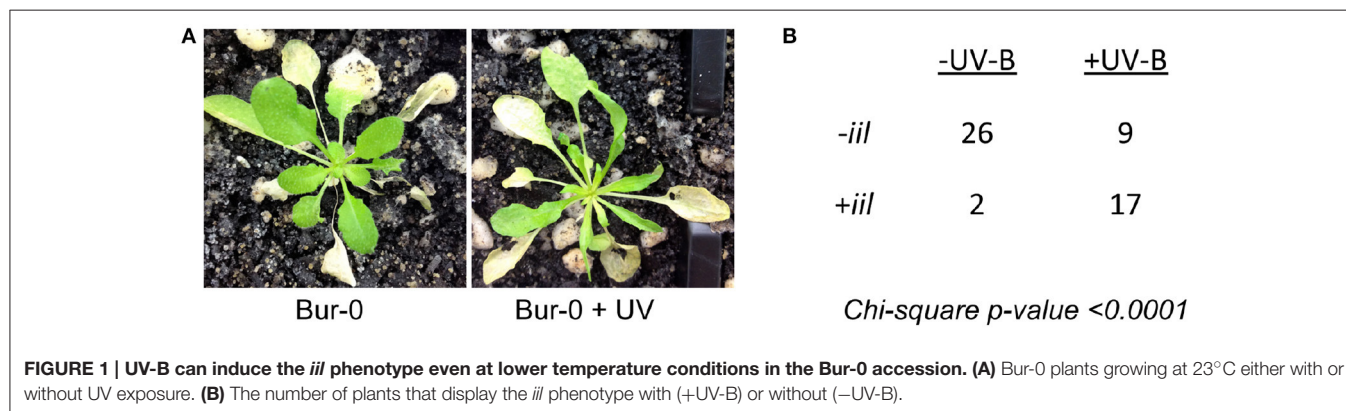 A
B
-UV-B +UV-B
-iil 26 9
+iil 2 17
Bur-0
Bur-0 + UV
Chi-square p-value <0.0001
FIGURE 1 | UV-B can induce the iil phenotype even at lower temperature conditions in the Bur-0 accession. (A) Bur-0 plants growing at 23°C either with or
without UV exposure. (B) The number of plants that display the iil phenotype with (+UV-B) or without (−UV-B).